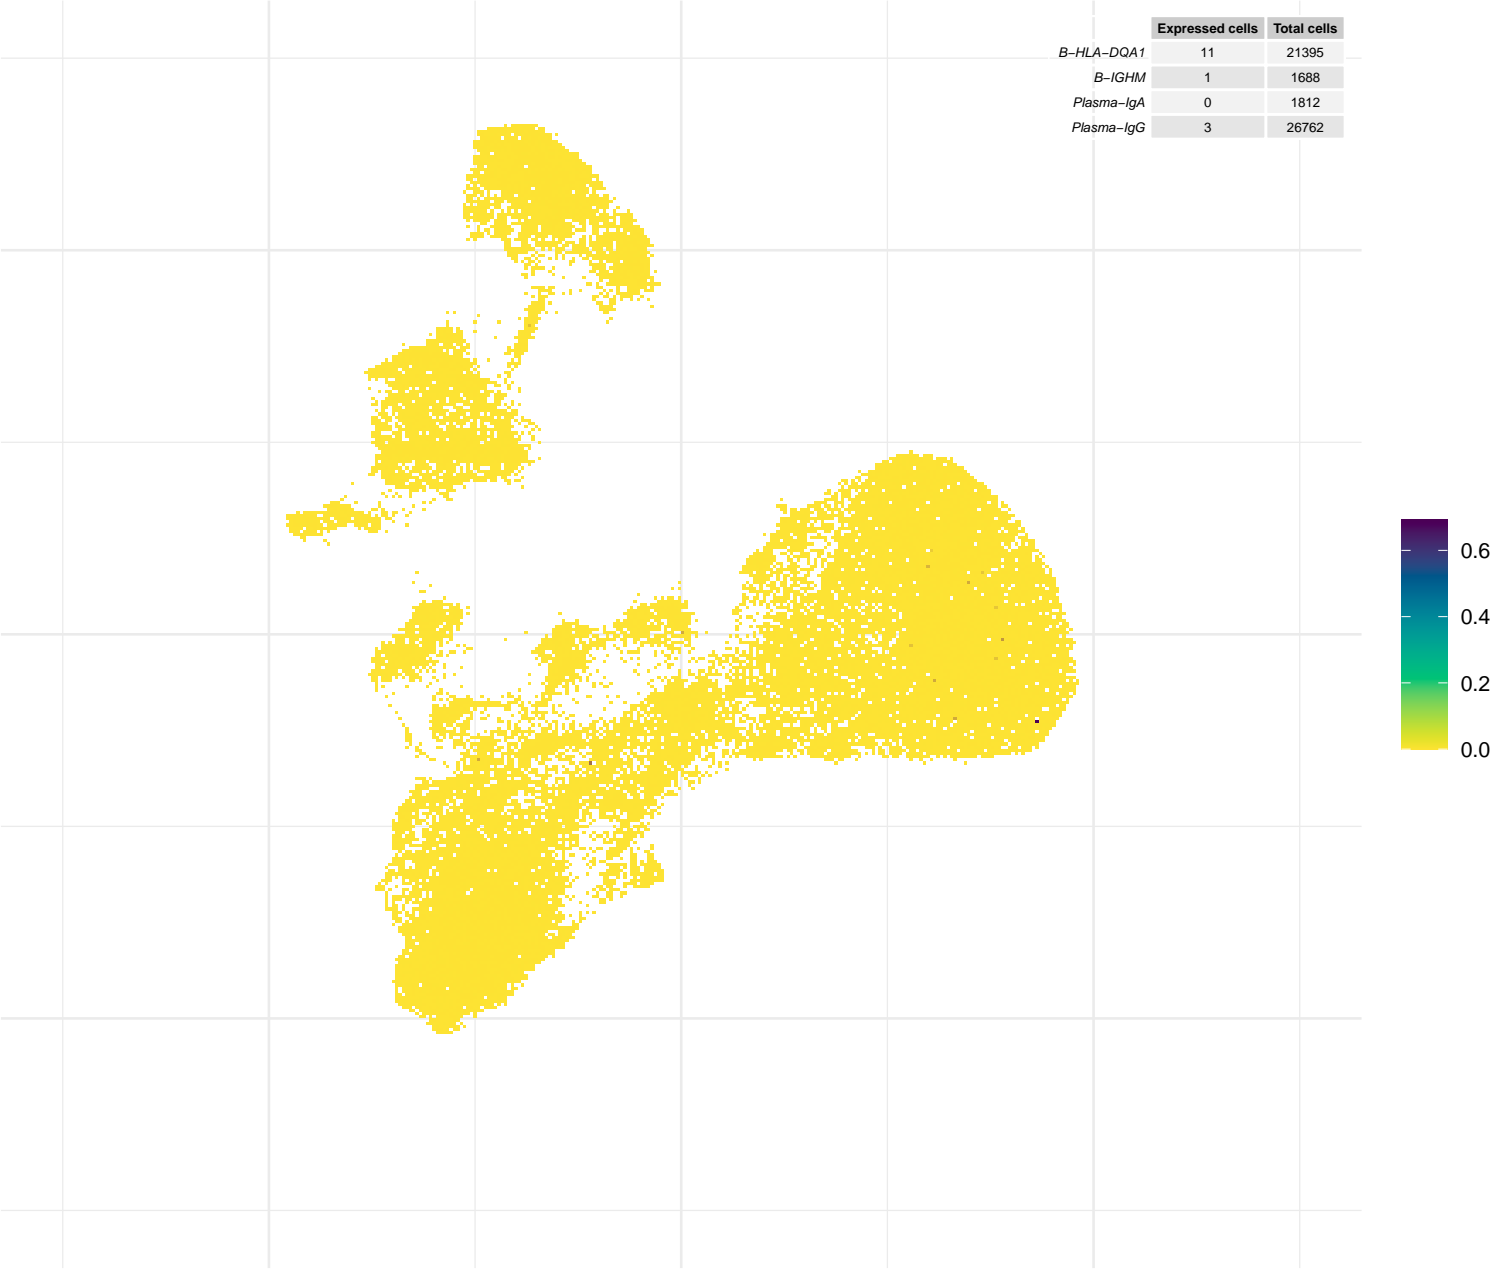 Expressed cells Total cells
B−HLA−DQA1 11 21395
B−IGHM 1 1688
Plasma−IgA 0 1812
Plasma−IgG 3 26762
0.6
0.4
0.2
0.0